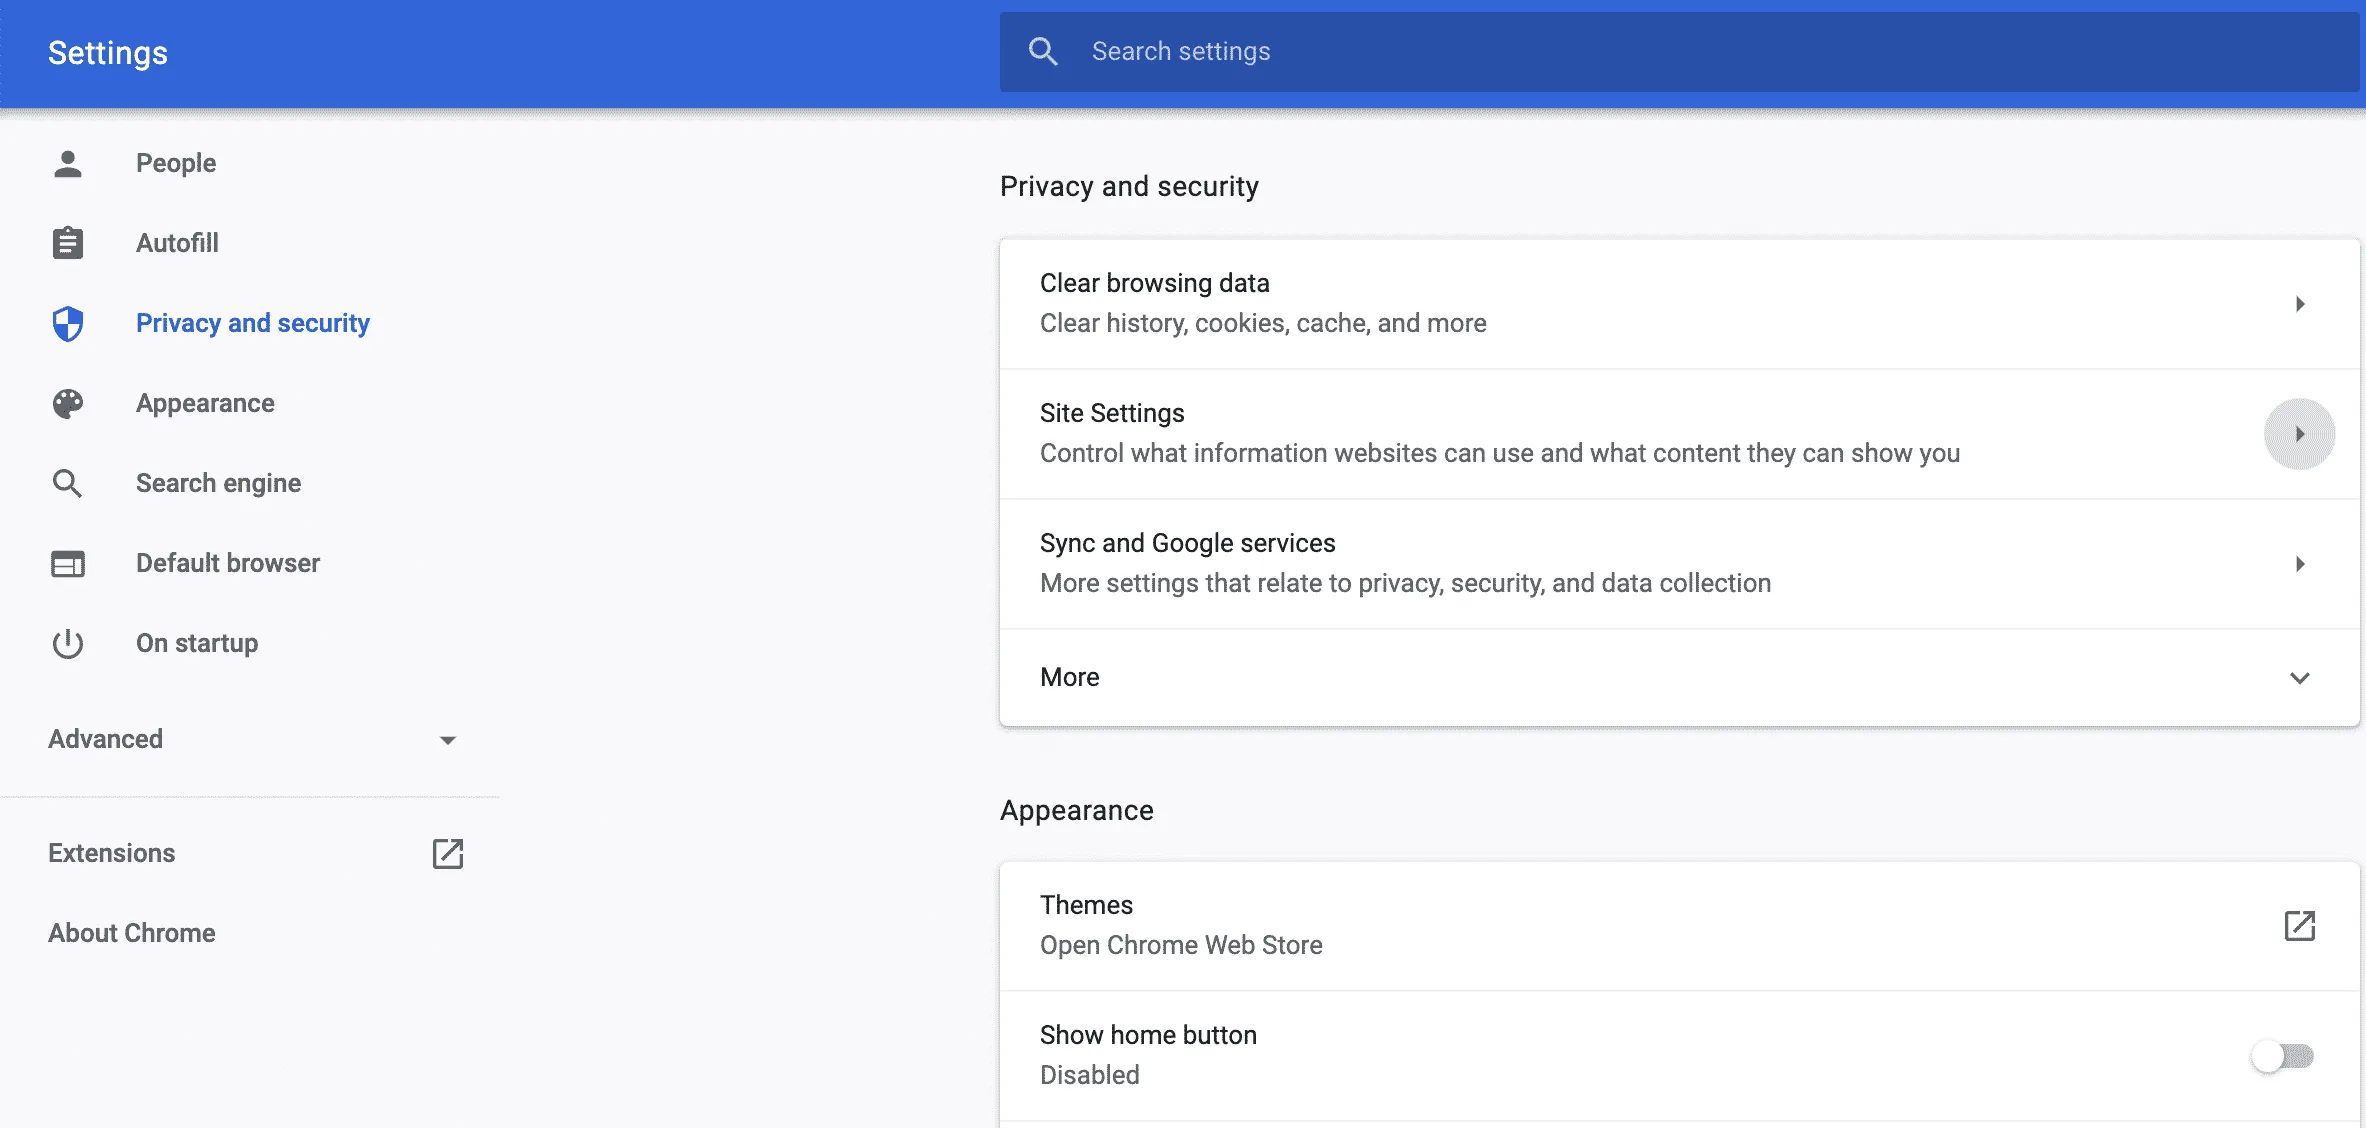 Settings
Search settings
People
Autofill
Privacy and security
Appearance
Search engine
Default browser
On startup
Advanced
Extensions
About Chrome
Privacy and security
Clear browsing data
Clear history, cookies, cache, and more
Site Settings
Control what information websites can use and what content they can show you
Sync and Google services
More settings that relate to privacy, security, and data collection
More
Appearance
Themes
Open Chrome Web Store
Show home button
Disabled